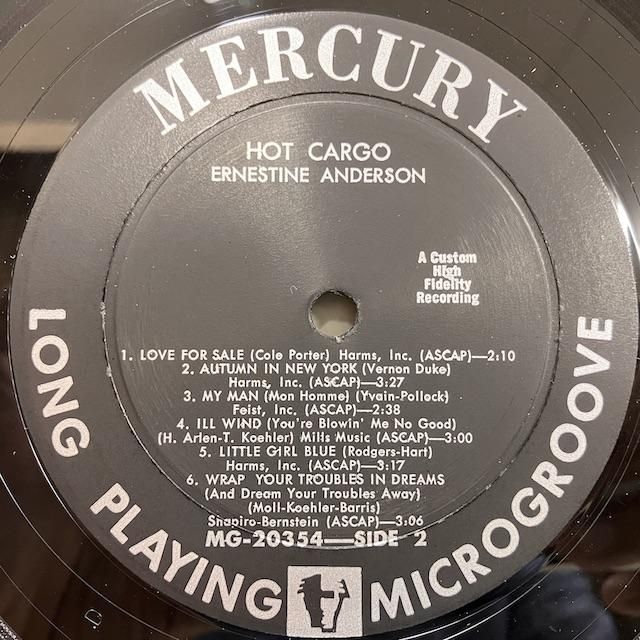 MERCURY
HOT CARGO
ERNESTINE ANDERSON
A Custom
High
Fidelity
Recording
1. LOVE FOR SALE (Cole Porter) Harms, Inc. (ASCAP)—2:10
2. AUTUMN IN NEW YORK (Vernon Duke)
Harms, Inc. (ASCAP)—3:27
3. MY MAN (Mon Homme) (Yvain-Pollock)
Feist, Inc. (ASCAP)—2:38
4. ILL WIND (You're Blowin' Me No Good)
(H. Arlen-T. Koehler) Mills Music (ASCAP)—3:00
5. LITTLE GIRL BLUE (Rodgers-Hart)
Harms, Inc. (ASCAP)—3:17
6. WRAP YOUR TROUBLES IN DREAMS
(And Dream Your Troubles Away)
(Moll-Koehler-Barris)
Shapiro-Bernstein (ASCAP)—3:06
MG-20354—SIDE 2
LONG PLAYING MICROGROOVE
D